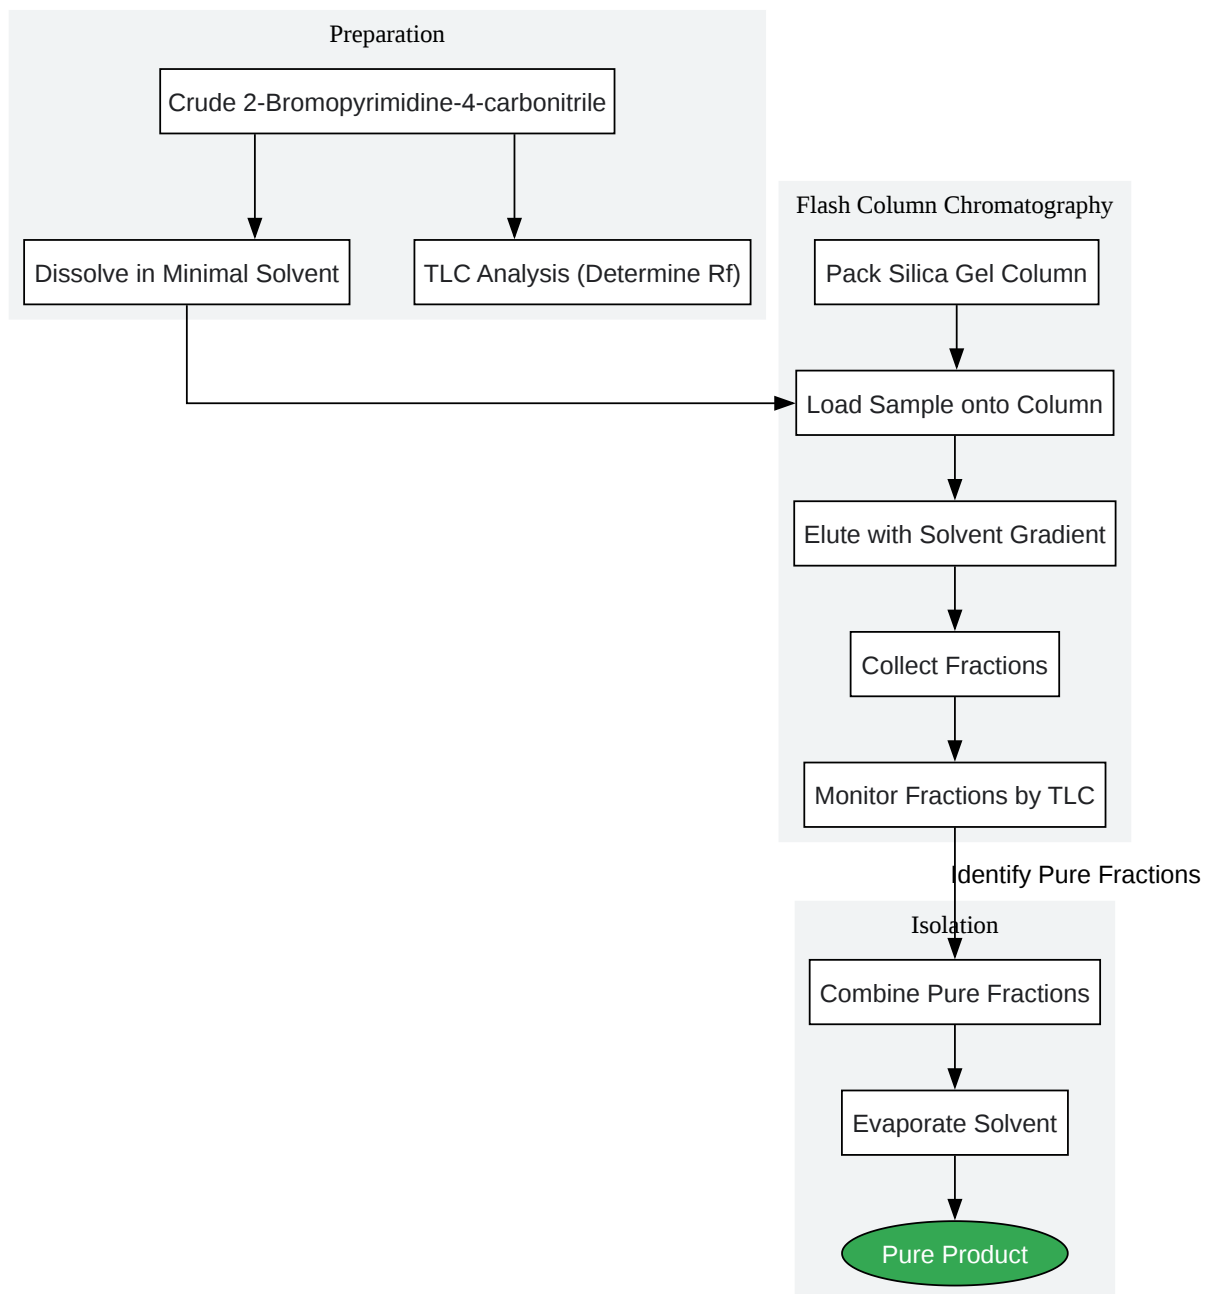 Preparation
Crude 2-Bromopyrimidine-4-carbonitrile
Dissolve in Minimal Solvent
TLC Analysis (Determine Rf)
Flash Column Chromatography
Pack Silica Gel Column
Load Sample onto Column
Elute with Solvent Gradient
Collect Fractions
Monitor Fractions by TLC
Identify Pure Fractions
Isolation
Combine Pure Fractions
Evaporate Solvent
Pure Product